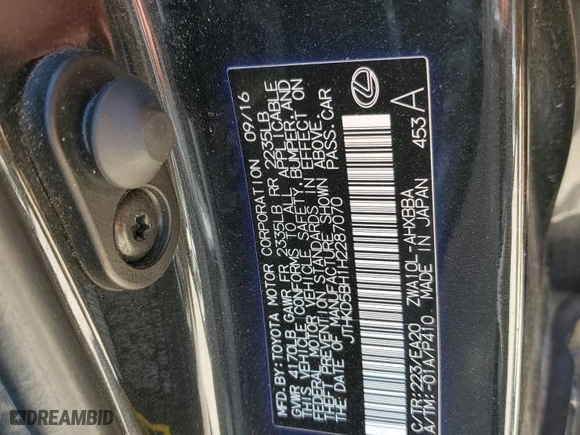 MFD.BY:TOYOTA MOTOR CORPORATION 09/16
GVWR 4170LB GAWR FR 2335LB RR 2235LB
THIS VEHICLE CONFORMS TO ALL APPLICABLE
FEDERAL MOTOR VEHICLE SAFETY, BUMPER, AND
THEFT PREVENTION STANDARDS IN EFFECT ON
THE DATE OF MANUFACTURE SHOWN ABOVE.
JTHKD5BH1H2287070 PASS. CAR
C/TR:223/EA20 ZWA10L-AHXBBA
A/TM:-01A/P410 MADE IN JAPAN 453 A
DREAMBID